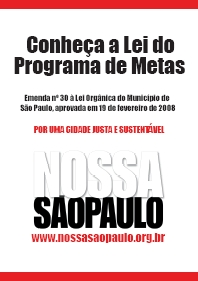 Conheça a Lei do
Programa de Metas
Emenda nº 30 à Lei Orgânica do Município de
São Paulo, aprovada em 19 de fevereiro de 2008
POR UMA CIDADE JUSTA E SUSTENTÁVEL
NOSSA
SÃOPAULO
www.nossasaopaulo.org.br